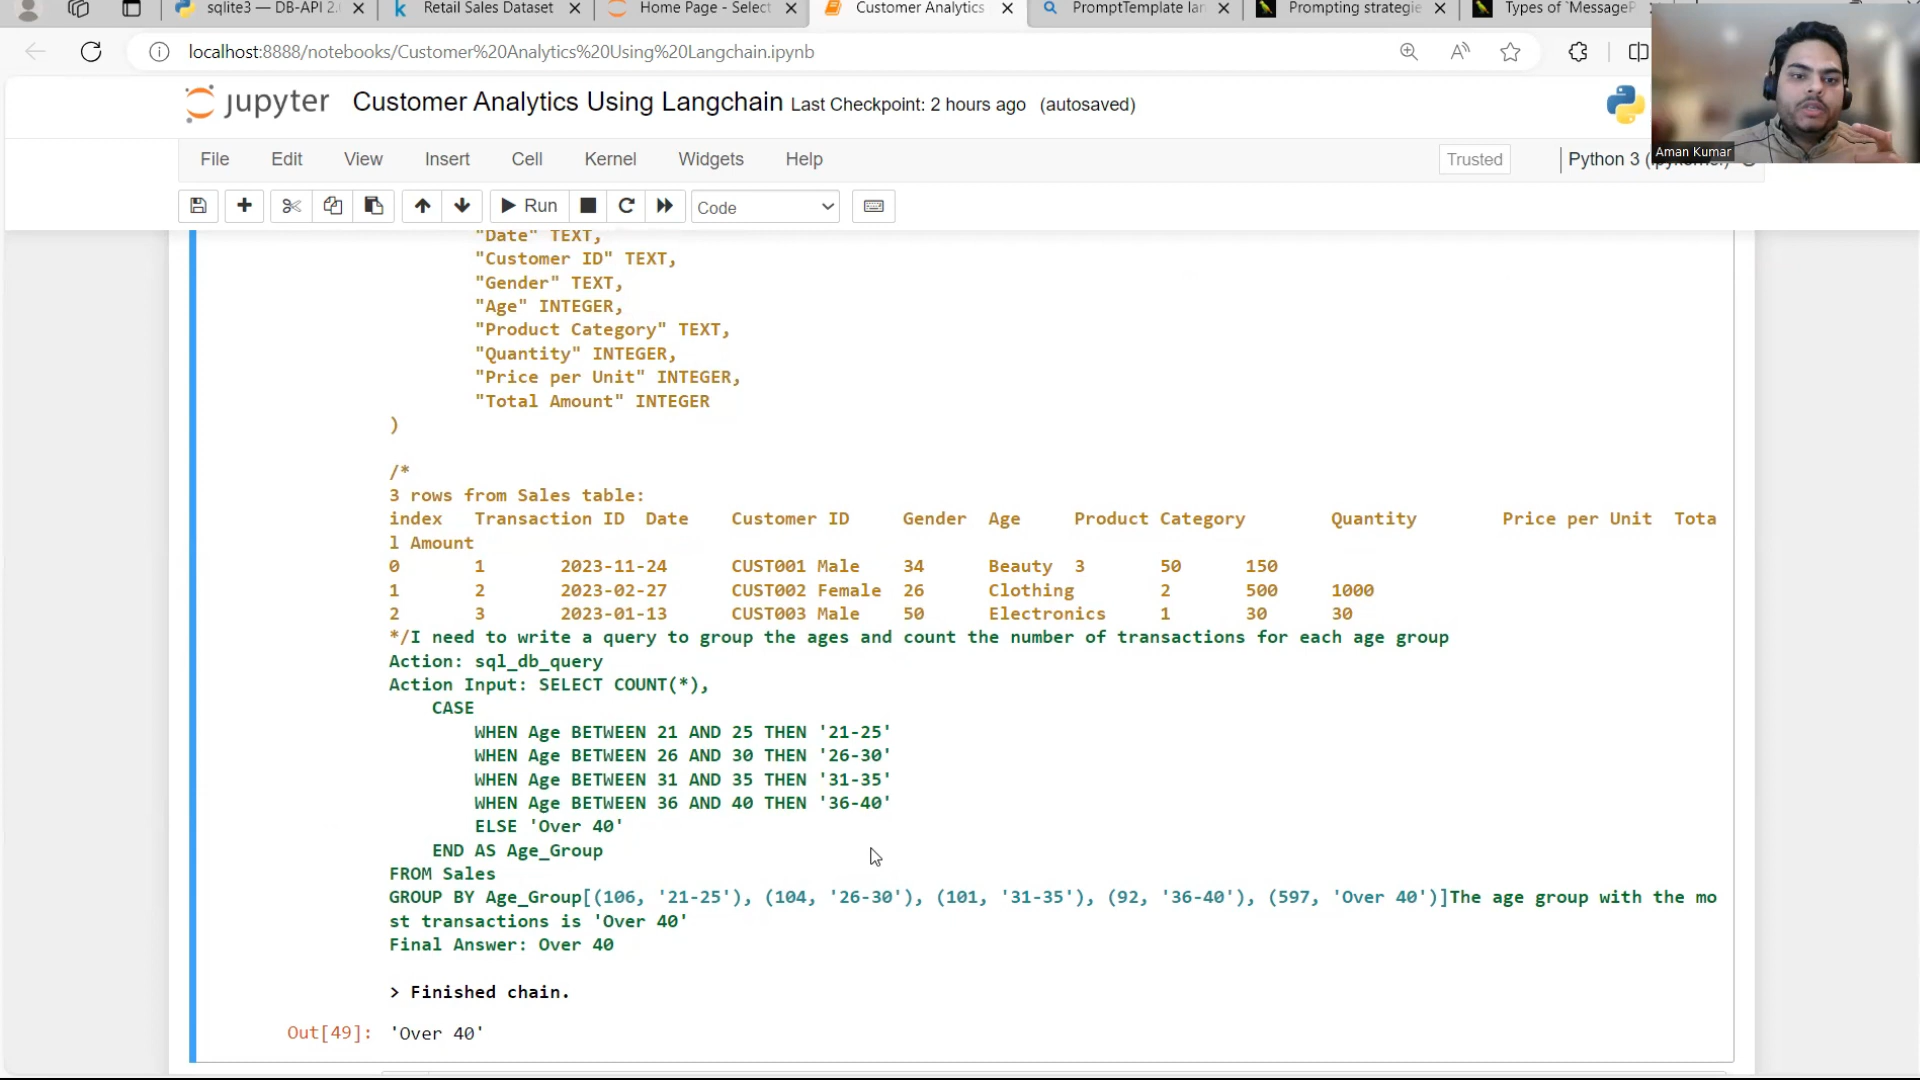 sqlite3 — DB-API 2.
Retail Sales Dataset
Home Page - Select
Customer Analytics
PromptTemplate lan
Prompting strategie
Types of `MessageP
localhost:8888/notebooks/Customer%20Analytics%20Using%20Langchain.ipynb
jupyter Customer Analytics Using Langchain Last Checkpoint: 2 hours ago (autosaved)
Aman Kumar
File Edit View Insert Cell Kernel Widgets Help Trusted Python 3
Run Code
"Date" TEXT,
"Customer ID" TEXT,
"Gender" TEXT,
"Age" INTEGER,
"Product Category" TEXT,
"Quantity" INTEGER,
"Price per Unit" INTEGER,
"Total Amount" INTEGER
)
/*
3 rows from Sales table:
index Transaction ID Date Customer ID Gender Age Product Category Quantity Price per Unit Tota
l Amount
0 1 2023-11-24 CUST001 Male 34 Beauty 3 50 150
1 2 2023-02-27 CUST002 Female 26 Clothing 2 500 1000
2 3 2023-01-13 CUST003 Male 50 Electronics 1 30 30
*/I need to write a query to group the ages and count the number of transactions for each age group
Action: sql_db_query
Action Input: SELECT COUNT(*),
CASE
WHEN Age BETWEEN 21 AND 25 THEN '21-25'
WHEN Age BETWEEN 26 AND 30 THEN '26-30'
WHEN Age BETWEEN 31 AND 35 THEN '31-35'
WHEN Age BETWEEN 36 AND 40 THEN '36-40'
ELSE 'Over 40'
END AS Age_Group
FROM Sales
GROUP BY Age_Group[(106, '21-25'), (104, '26-30'), (101, '31-35'), (92, '36-40'), (597, 'Over 40')]The age group with the mo
st transactions is 'Over 40'
Final Answer: Over 40
> Finished chain.
Out[49]: 'Over 40'